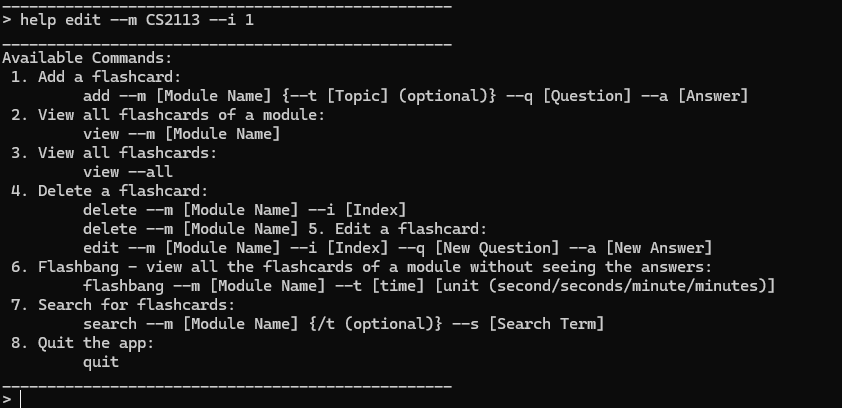 __________________________________________________
> help edit --m CS2113 --i 1
__________________________________________________
Available Commands:
 1. Add a flashcard:
         add --m [Module Name] {--t [Topic] (optional)} --q [Question] --a [Answer]
 2. View all flashcards of a module:
         view --m [Module Name]
 3. View all flashcards:
         view --all
 4. Delete a flashcard:
         delete --m [Module Name] --i [Index]
         delete --m [Module Name] 5. Edit a flashcard:
         edit --m [Module Name] --i [Index] --q [New Question] --a [New Answer]
 6. Flashbang - view all the flashcards of a module without seeing the answers:
         flashbang --m [Module Name] --t [time] [unit (second/seconds/minute/minutes)]
 7. Search for flashcards:
         search --m [Module Name] {/t (optional)} --s [Search Term]
 8. Quit the app:
         quit
__________________________________________________
>